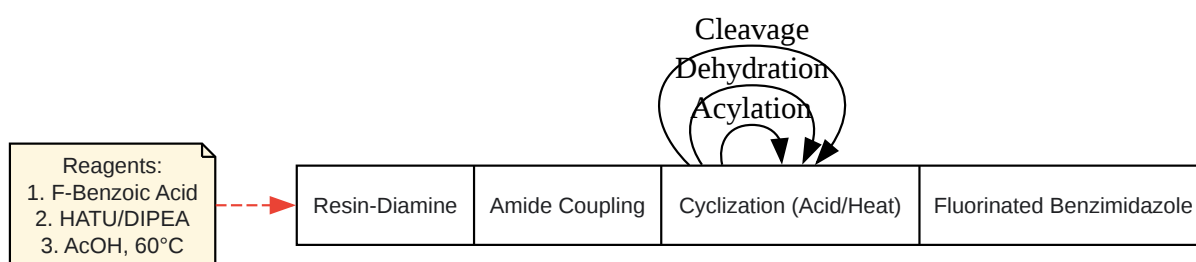 Cleavage
Dehydration
Acylation
Reagents:
1. F-Benzoic Acid
2. HATU/DIPEA
3. AcOH, 60°C
Resin-Diamine
Amide Coupling
Cyclization (Acid/Heat)
Fluorinated Benzimidazole